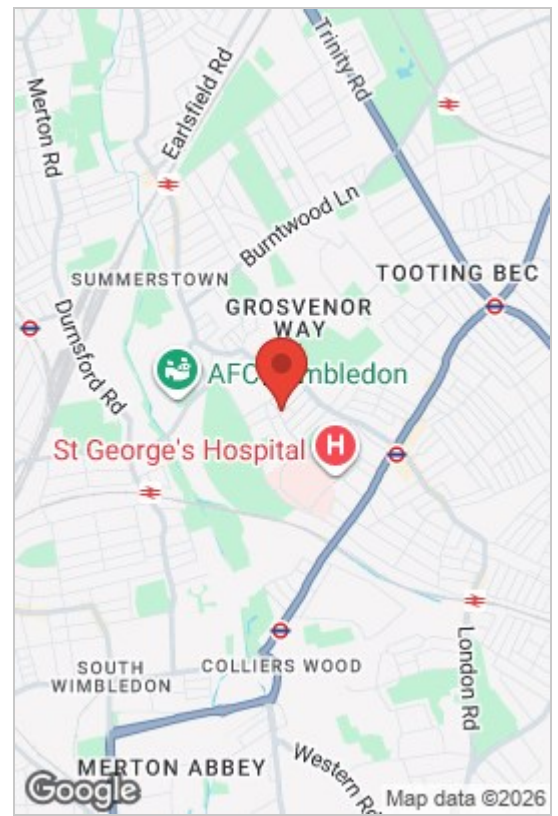 Trinity Rd
Earlsfield Rd
Merton Rd
Burntwood Ln
TOOTING BEC
SUMMERSTOWN
GROSVENOR
WAY
Durnsford Rd
AFC mbledon
St George's Hospital
H
COLLIERS WOOD
SOUTH
WIMBLEDON
London Rd
MERTON ABBEY
Western Rd
Google
Map data ©2026